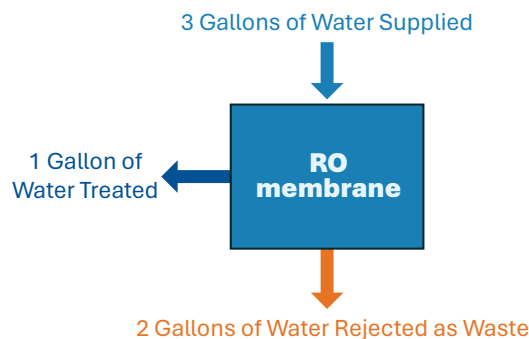 3 Gallons of Water Supplied
1 Gallon of
Water Treated
RO
membrane
2 Gallons of Water Rejected as Waste